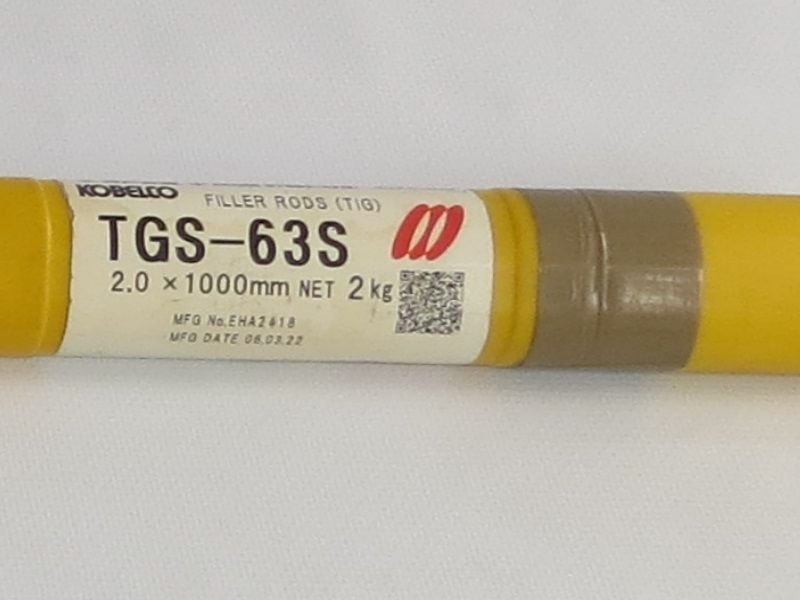 KOBELCO FILLER RODS (TIG)
TGS-63S
2.0 ×1000mm NET 2kg
MFG No.EHA2418
MFG DATE 06.03.22